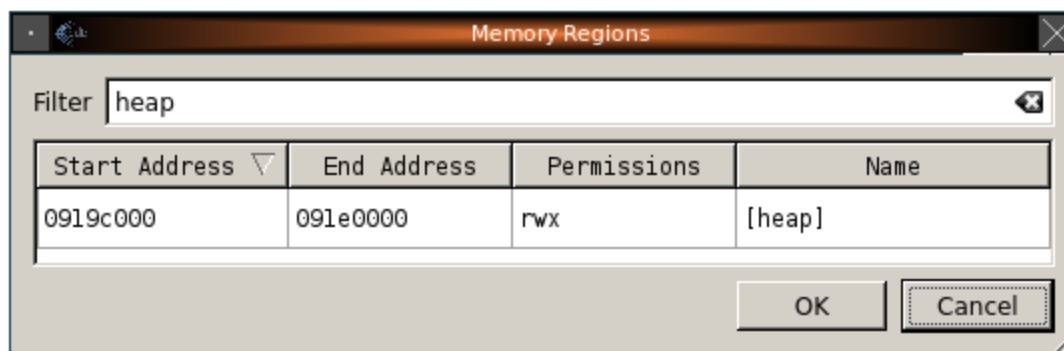 Memory Regions
Filter heap
Start Address End Address Permissions Name
0919c000 091e0000 rwx [heap]
OK Cancel